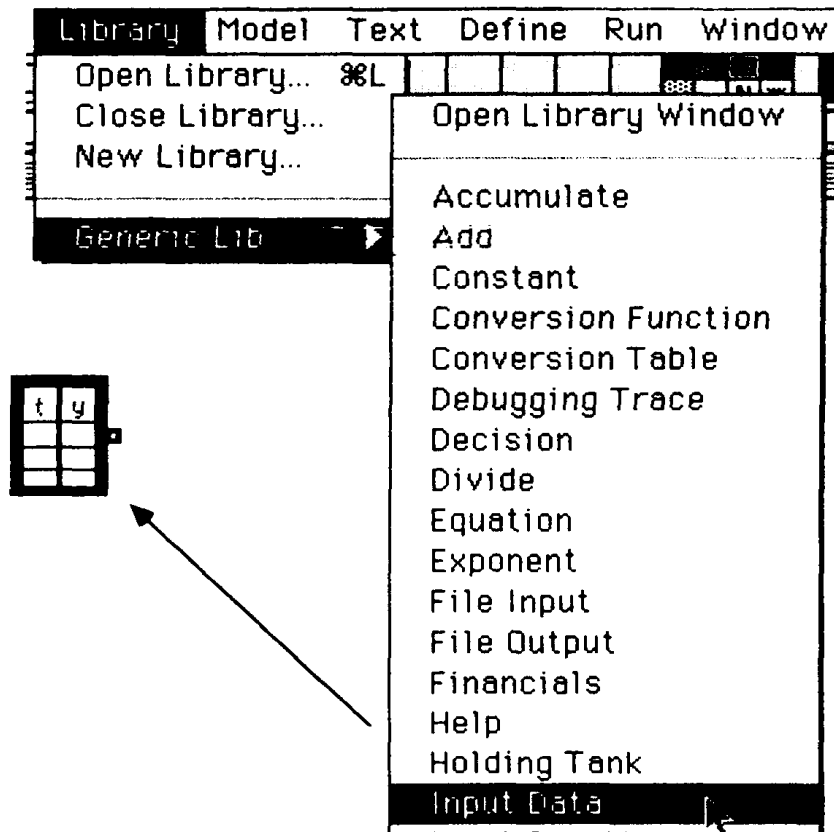 Library Model Text Define Run Window
Open Library... ⌘L
Close Library...
New Library...
Generic Lib
Open Library Window
Accumulate
Add
Constant
Conversion Function
Conversion Table
Debugging Trace
Decision
Divide
Equation
Exponent
File Input
File Output
Financials
Help
Holding Tank
Input Data
t y